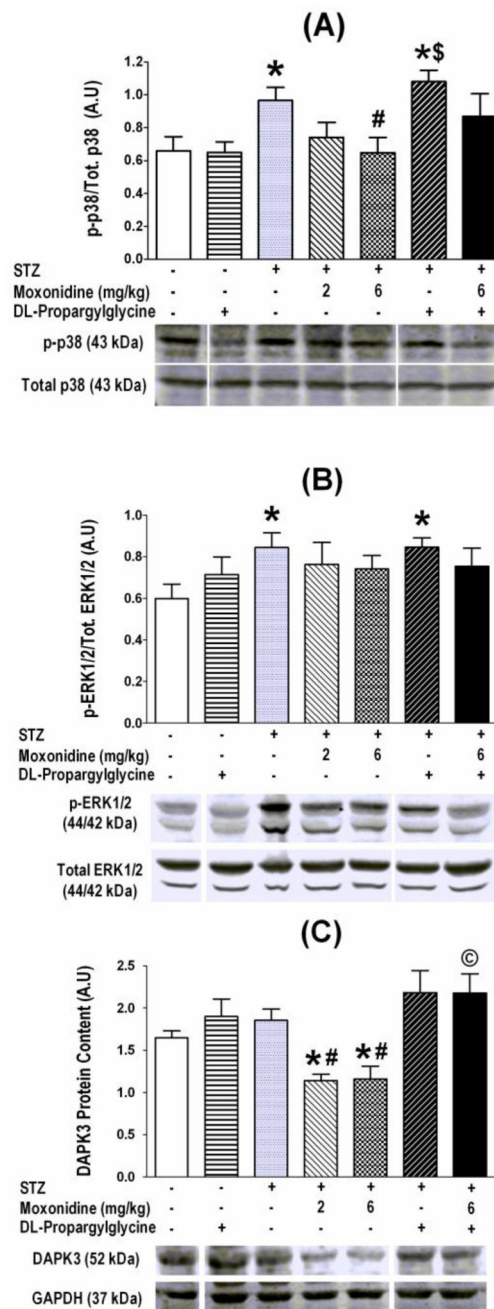 (A)
p-p38/Tot. p38 (A.U)
1.2
1.0
0.8
0.6
0.4
0.2
0.0
* # *$
STZ - - + + + + +
Moxonidine (mg/kg) - - - 2 6 - 6
DL-Propargylglycine - + - - - + +
p-p38 (43 kDa)
Total p38 (43 kDa)
(B)
p-ERK1/2/Tot. ERK1/2 (A.U)
1.0
0.8
0.6
0.4
0.2
0.0
* *
STZ - - + + + + +
Moxonidine (mg/kg) - - - 2 6 - 6
DL-Propargylglycine - + - - - + +
p-ERK1/2
(44/42 kDa)
Total ERK1/2
(44/42 kDa)
(C)
DAPK3 Protein Content (A.U)
2.5
2.0
1.5
1.0
0.5
0.0
*# *# ©
STZ - - + + + + +
Moxonidine (mg/kg) - - - 2 6 - 6
DL-Propargylglycine - + - - - + +
DAPK3 (52 kDa)
GAPDH (37 kDa)